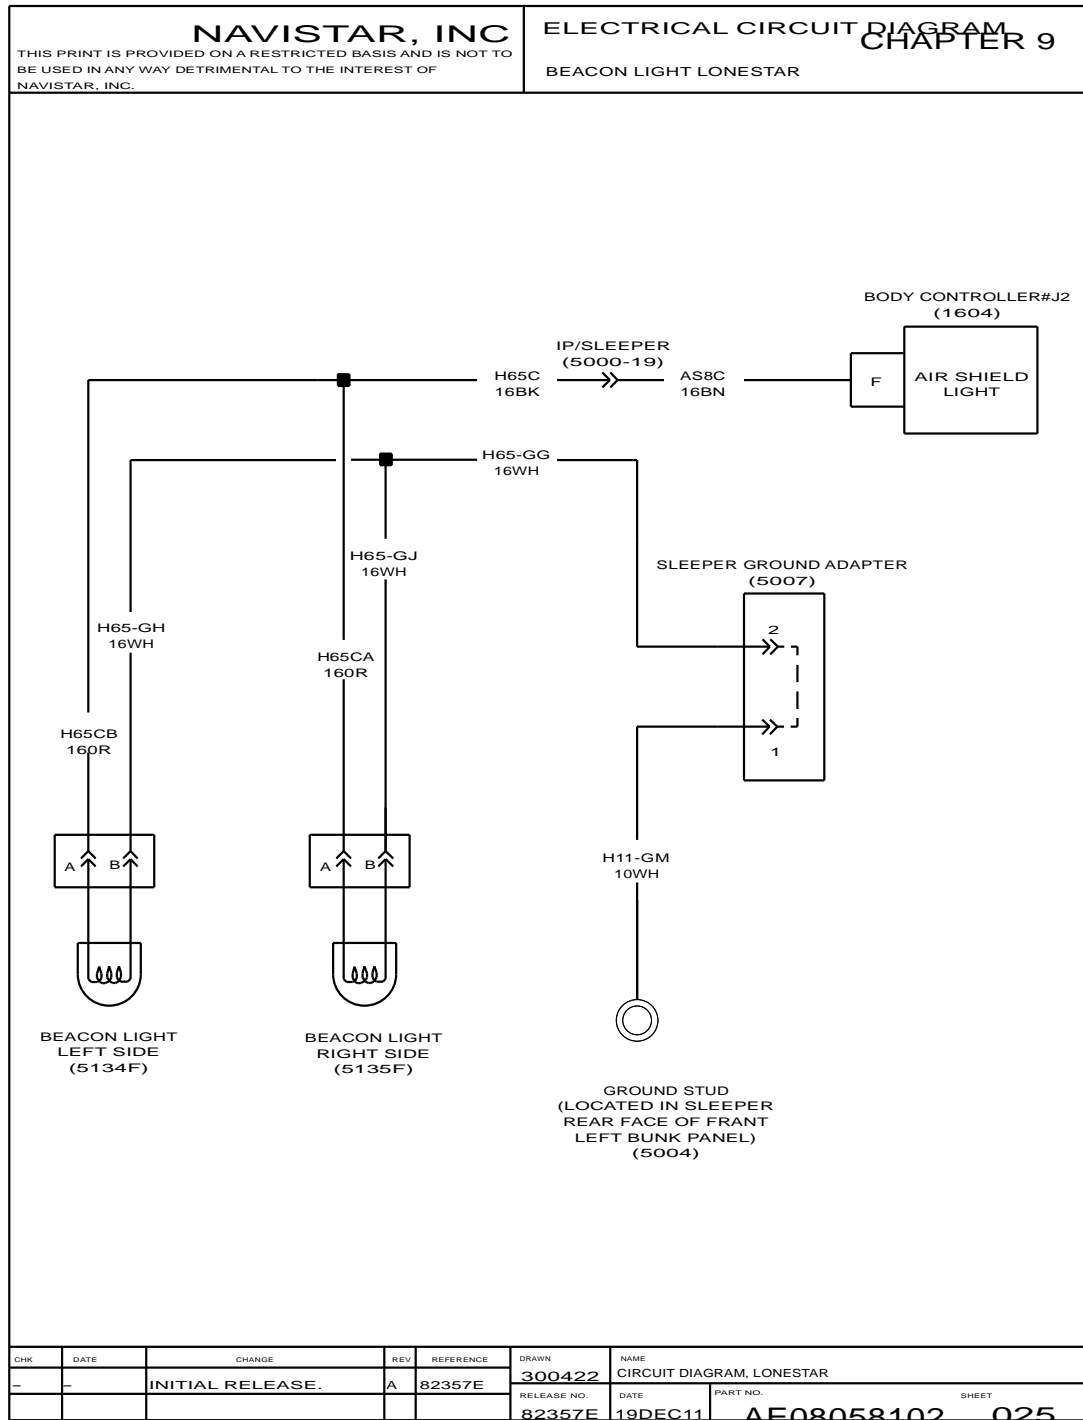 NAVISTAR, INC
THIS PRINT IS PROVIDED ON A RESTRICTED BASIS AND IS NOT TO
BE USED IN ANY WAY DETRIMENTAL TO THE INTEREST OF
NAVISTAR, INC.
ELECTRICAL CIRCUIT DIAGRAM
CHAPTER 9
BEACON LIGHT LONESTAR
BODY CONTROLLER#J2
(1604)
IP/SLEEPER
(5000-19)
H65C
16BK
AS8C
16BN
F
AIR SHIELD
LIGHT
H65-GG
16WH
H65-GJ
16WH
SLEEPER GROUND ADAPTER
(5007)
2
1
H65-GH
16WH
H65CA
160R
H65CB
160R
A
B
A
B
H11-GM
10WH
BEACON LIGHT
LEFT SIDE
(5134F)
BEACON LIGHT
RIGHT SIDE
(5135F)
GROUND STUD
(LOCATED IN SLEEPER
REAR FACE OF FRANT
LEFT BUNK PANEL)
(5004)
CHK DATE CHANGE REV REFERENCE
– – INITIAL RELEASE. A 82357E
DRAWN
300422
NAME
CIRCUIT DIAGRAM, LONESTAR
RELEASE NO.
82357E
DATE
19DEC11
PART NO.
AE08058102
SHEET
025